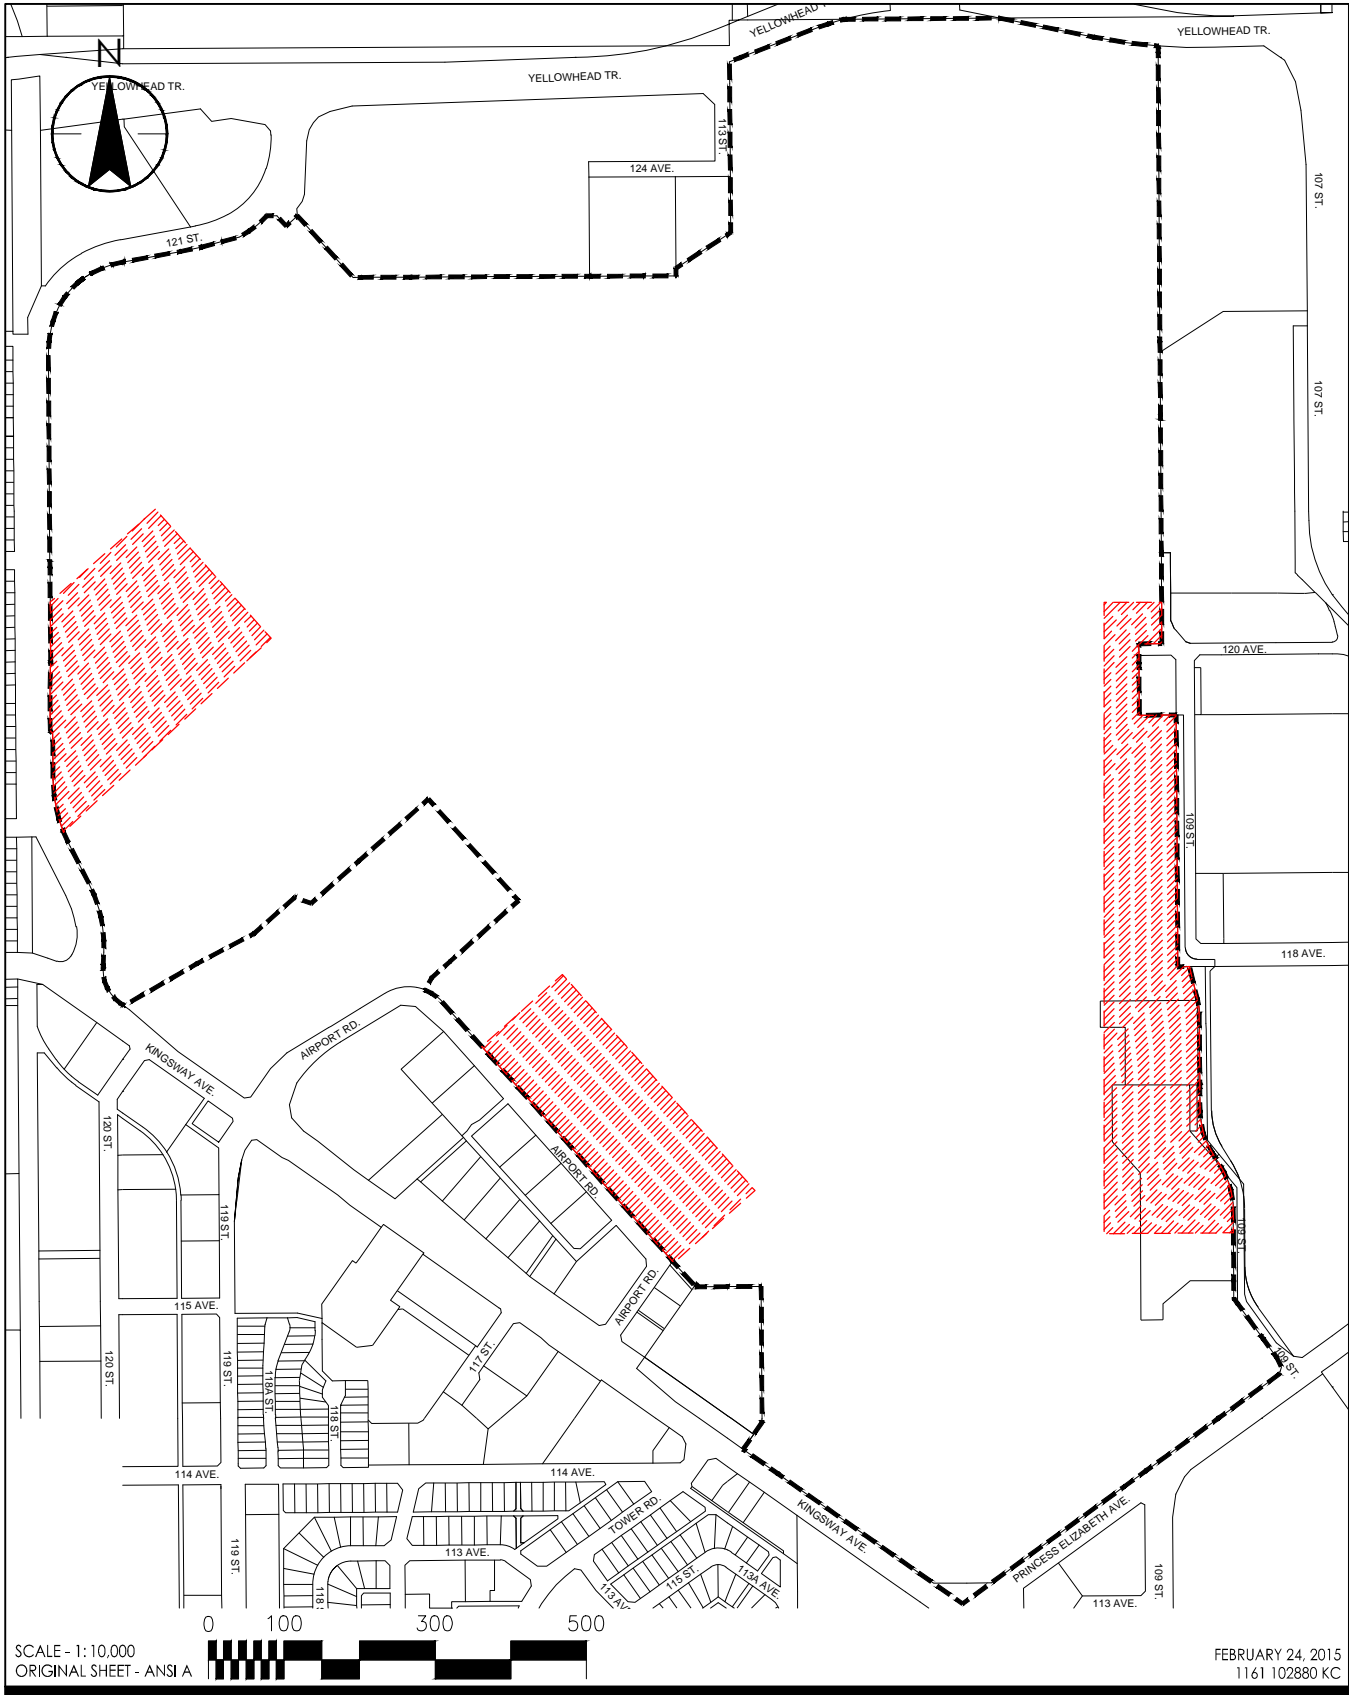 YELLOWHEAD T
YELLOWHEAD TR.
N
YELLOWHEAD TR.
YELLOWHEAD TR.
113 ST.
124 AVE.
107 ST.
121 ST.
107 ST.
120 AVE.
109 ST.
118 AVE.
AIRPORT RD.
KINGSWAY AVE.
120 ST.
AIRPORT RD.
119 ST.
109 ST.
AIRPORT RD.
115 AVE.
117 ST.
120 ST.
119 ST.
118A ST.
109 ST.
118 ST.
114 AVE.
114 AVE.
TOWER RD.
KINGSWAY AVE.
PRINCESS ELIZABETH AVE.
119 ST.
113 AVE.
115 ST.
113A AVE.
109 ST.
118 S
113 AV
113 AVE.
0 100 300 500
SCALE - 1: 10,000
ORIGINAL SHEET - ANSI A
FEBRUARY 24, 2015
1161 102880 KC